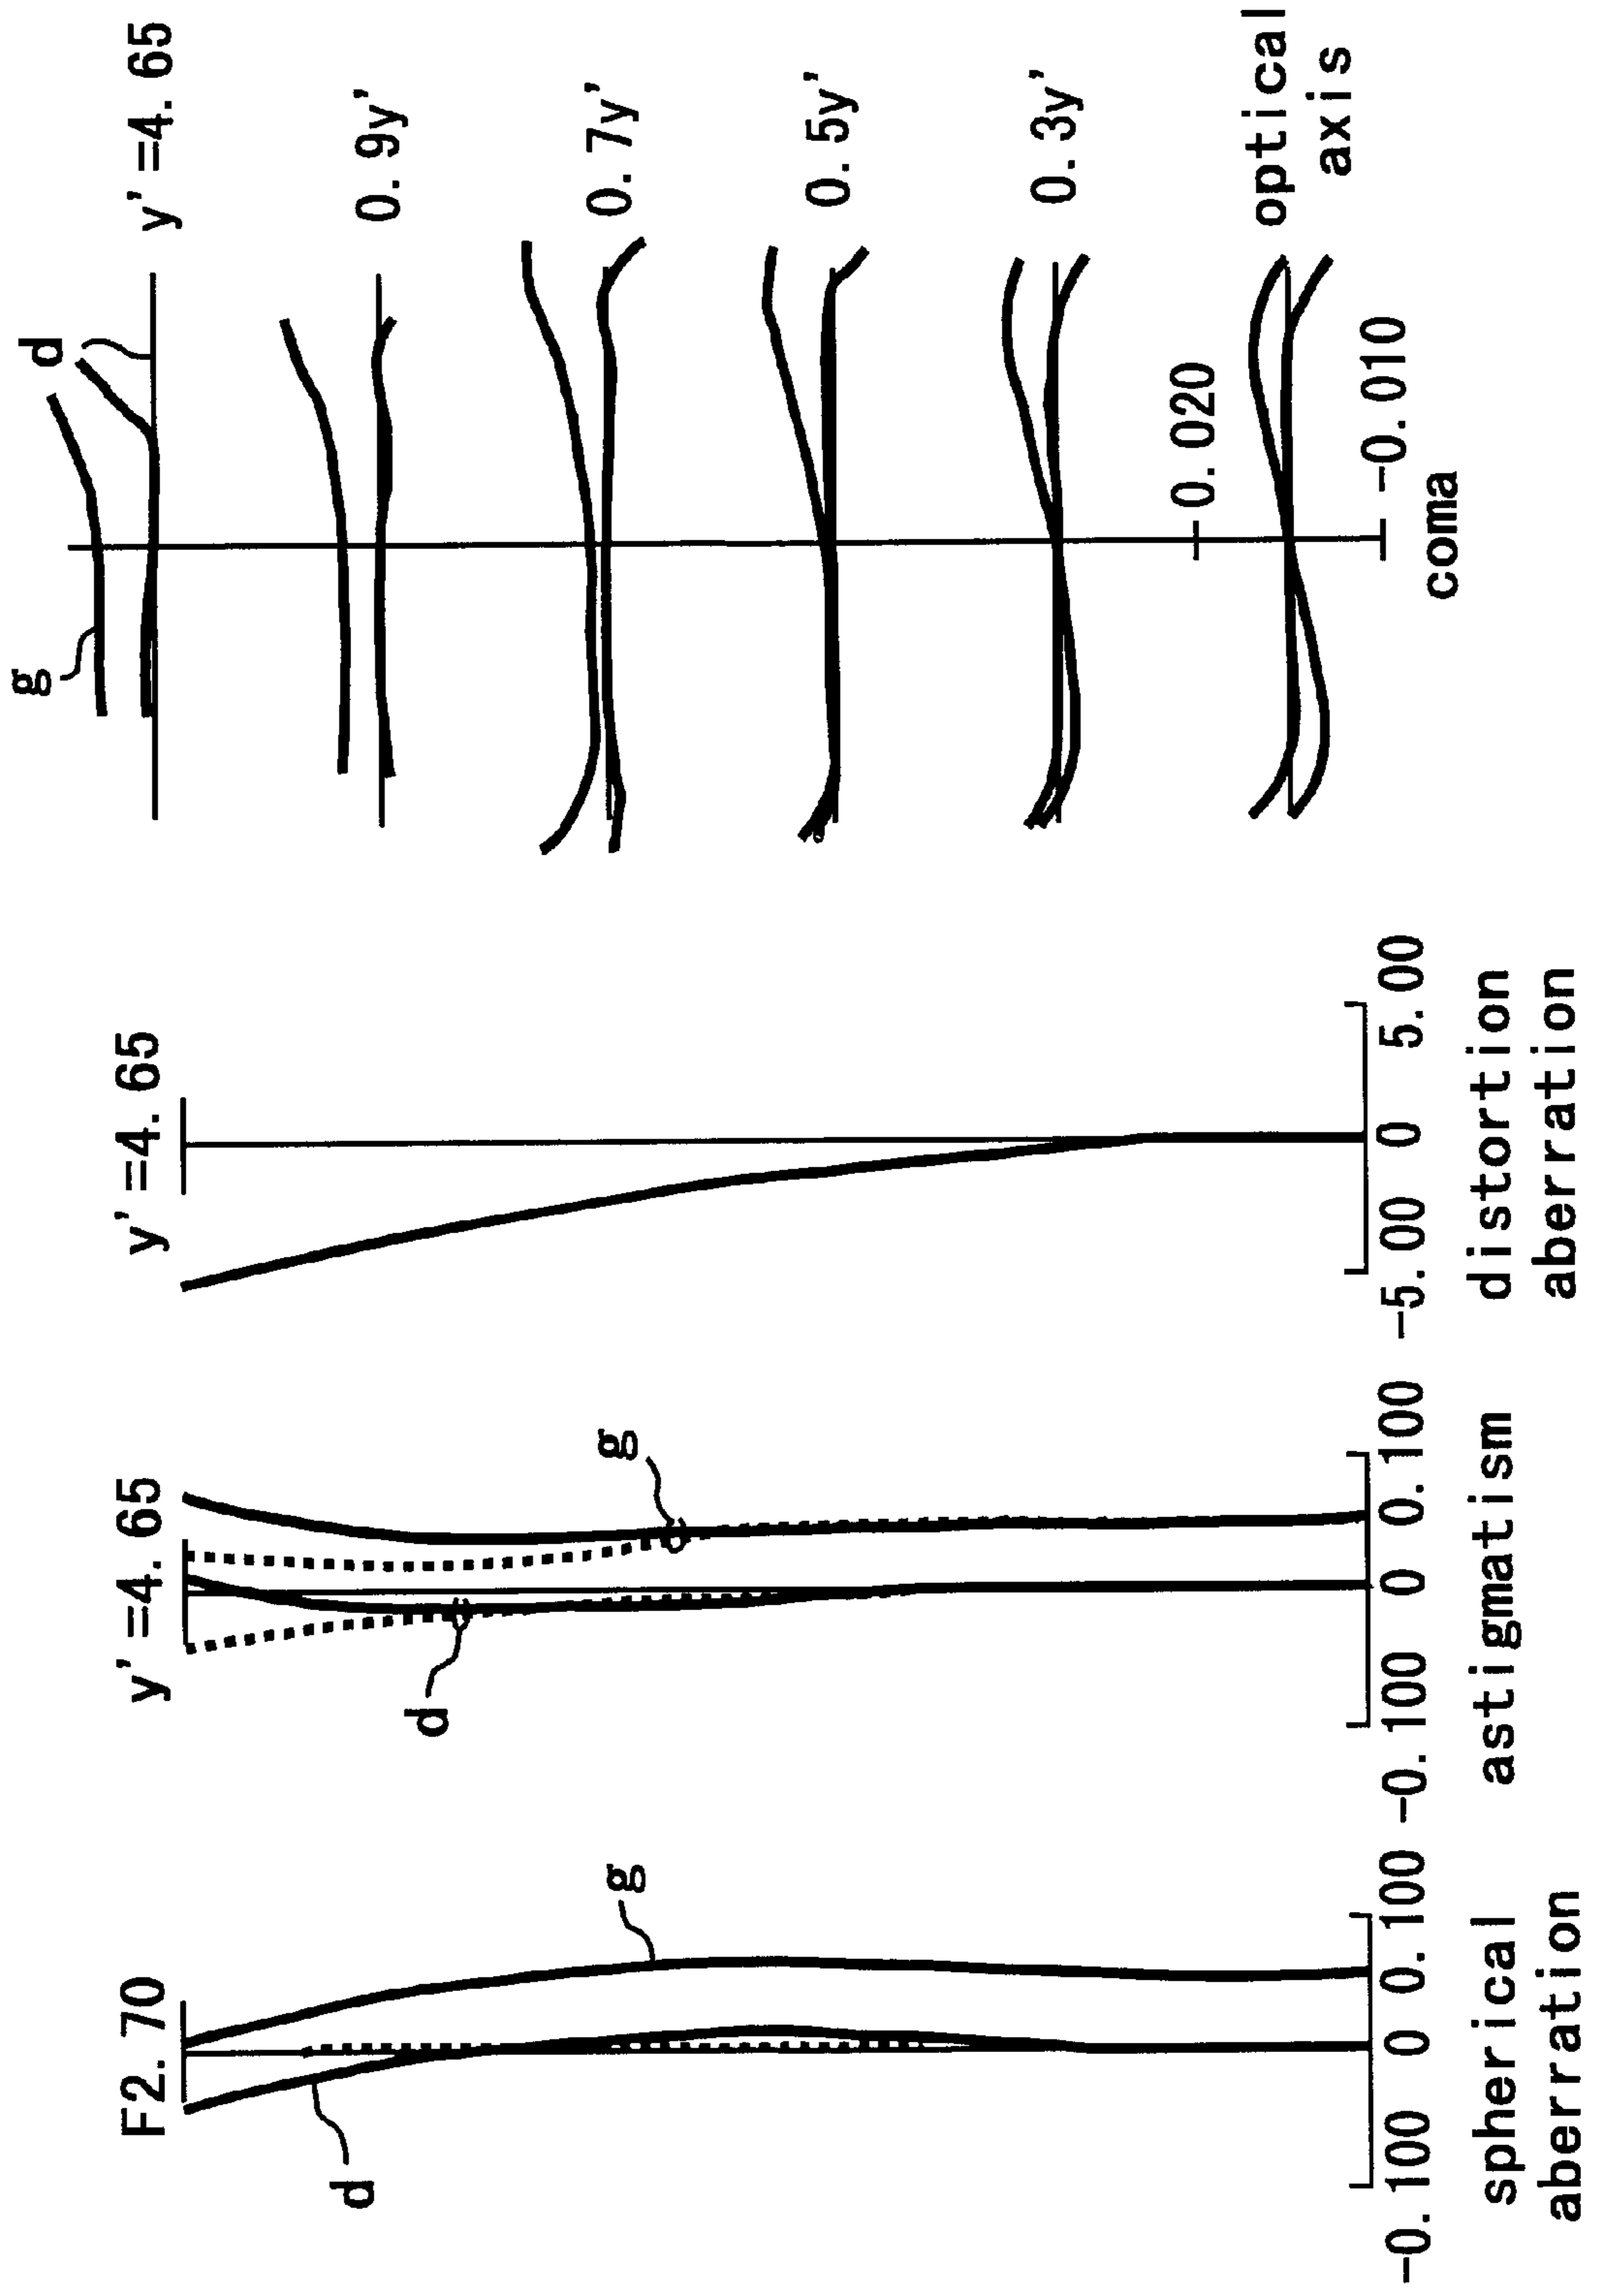 F2. 70
d
g
-0. 100 0 0. 100
spherical
aberration
y' =4. 65
d
g
-0. 100 0 0. 100
astigmatism
y' =4. 65
-5. 00 0 5. 00
distortion
aberration
g
d
y' =4. 65
0. 9y'
0. 7y'
0. 5y'
0. 3y'
0. 020
optical
axis
-0. 010
coma